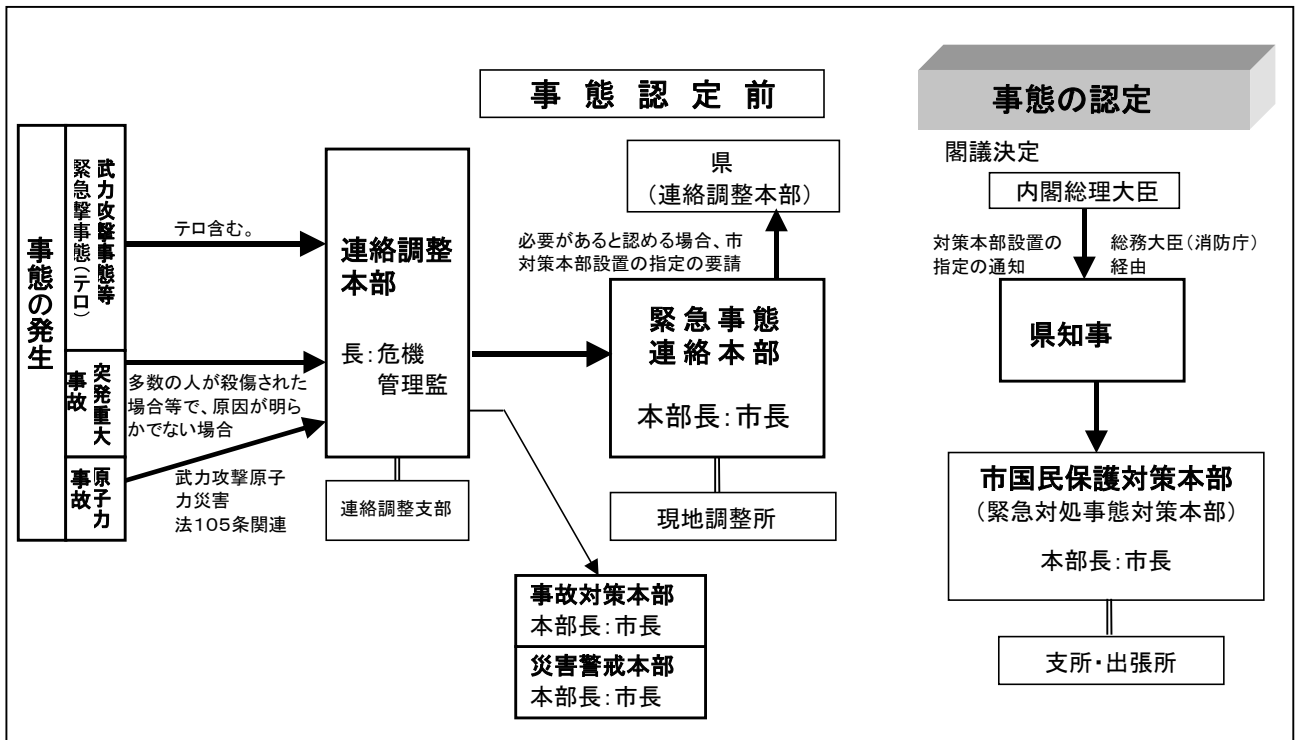 事態認定前
事態の認定
閣議決定
内閣総理大臣
対策本部設置の
指定の通知
総務大臣(消防庁)
経由
県知事
市国民保護対策本部
(緊急対処事態対策本部)
本部長:市長
支所・出張所
事態の発生
武力攻撃事態等
緊急撃事態(テロ)
突発重大
事故
原子力
事故
テロ含む。
多数の人が殺傷された
場合等で、原因が明ら
かでない場合
武力攻撃原子
力災害
法105条関連
連絡調整
本部
長:危機
管理監
連絡調整支部
県
(連絡調整本部)
必要があると認める場合、市
対策本部設置の指定の要請
緊急事態
連絡本部
本部長:市長
現地調整所
事故対策本部
本部長:市長
災害警戒本部
本部長:市長